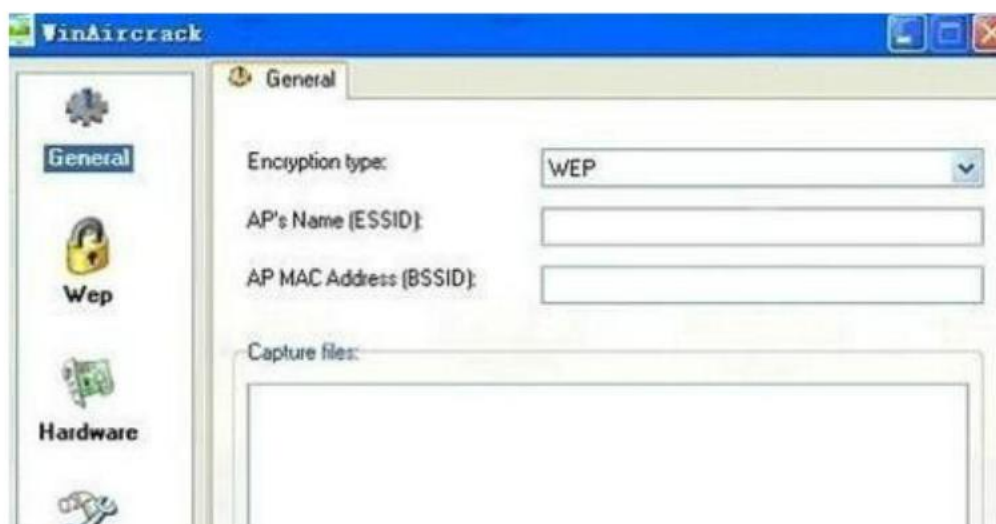 WinAircrack
General
General
Encryption type:
WEP
AP's Name (ESSID):
AP MAC Address (BSSID):
Wep
Capture files:
Hardware